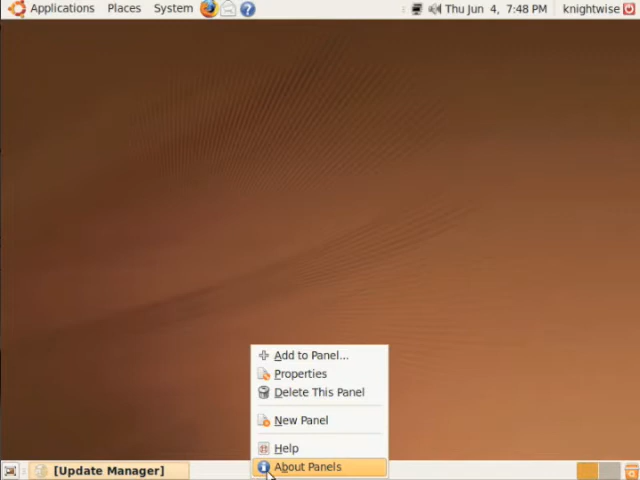 Applications Places System Thu Jun 4, 7:48 PM knightwise
Add to Panel...
Properties
Delete This Panel
New Panel
Help
About Panels
[Update Manager]